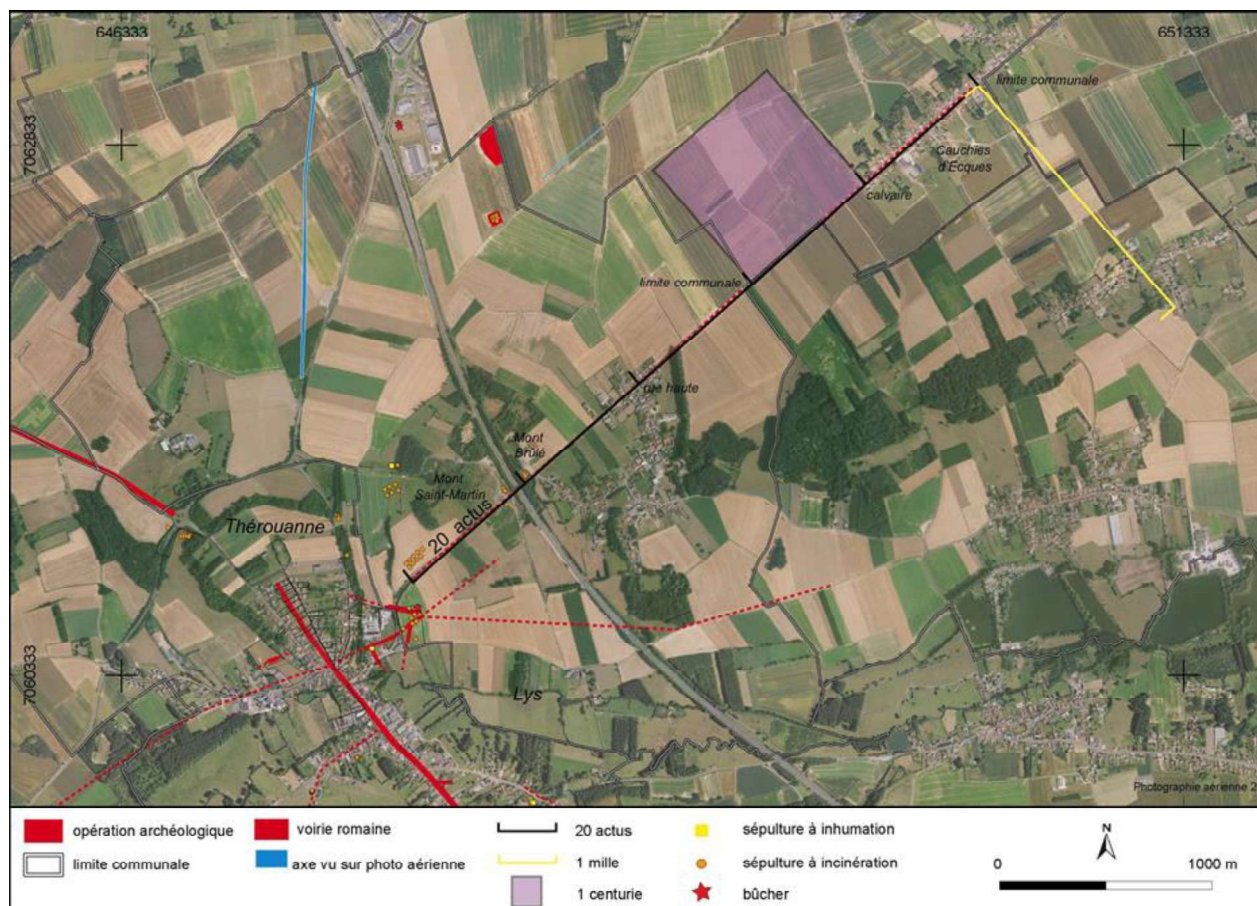 646333
651333
7062833
7060333
limite communale
Cauchies
d'Ecques
calvaire
limite communale
rue haute
Mont
Brûlé
Mont
Saint-Martin
20 actus
Thérouanne
Lys
Photographie aérienne 2
opération archéologique
voirie romaine
20 actus
sépulture à inhumation
N
limite communale
axe vu sur photo aérienne
1 mille
sépulture à incinération
0
1000 m
1 centurie
bûcher